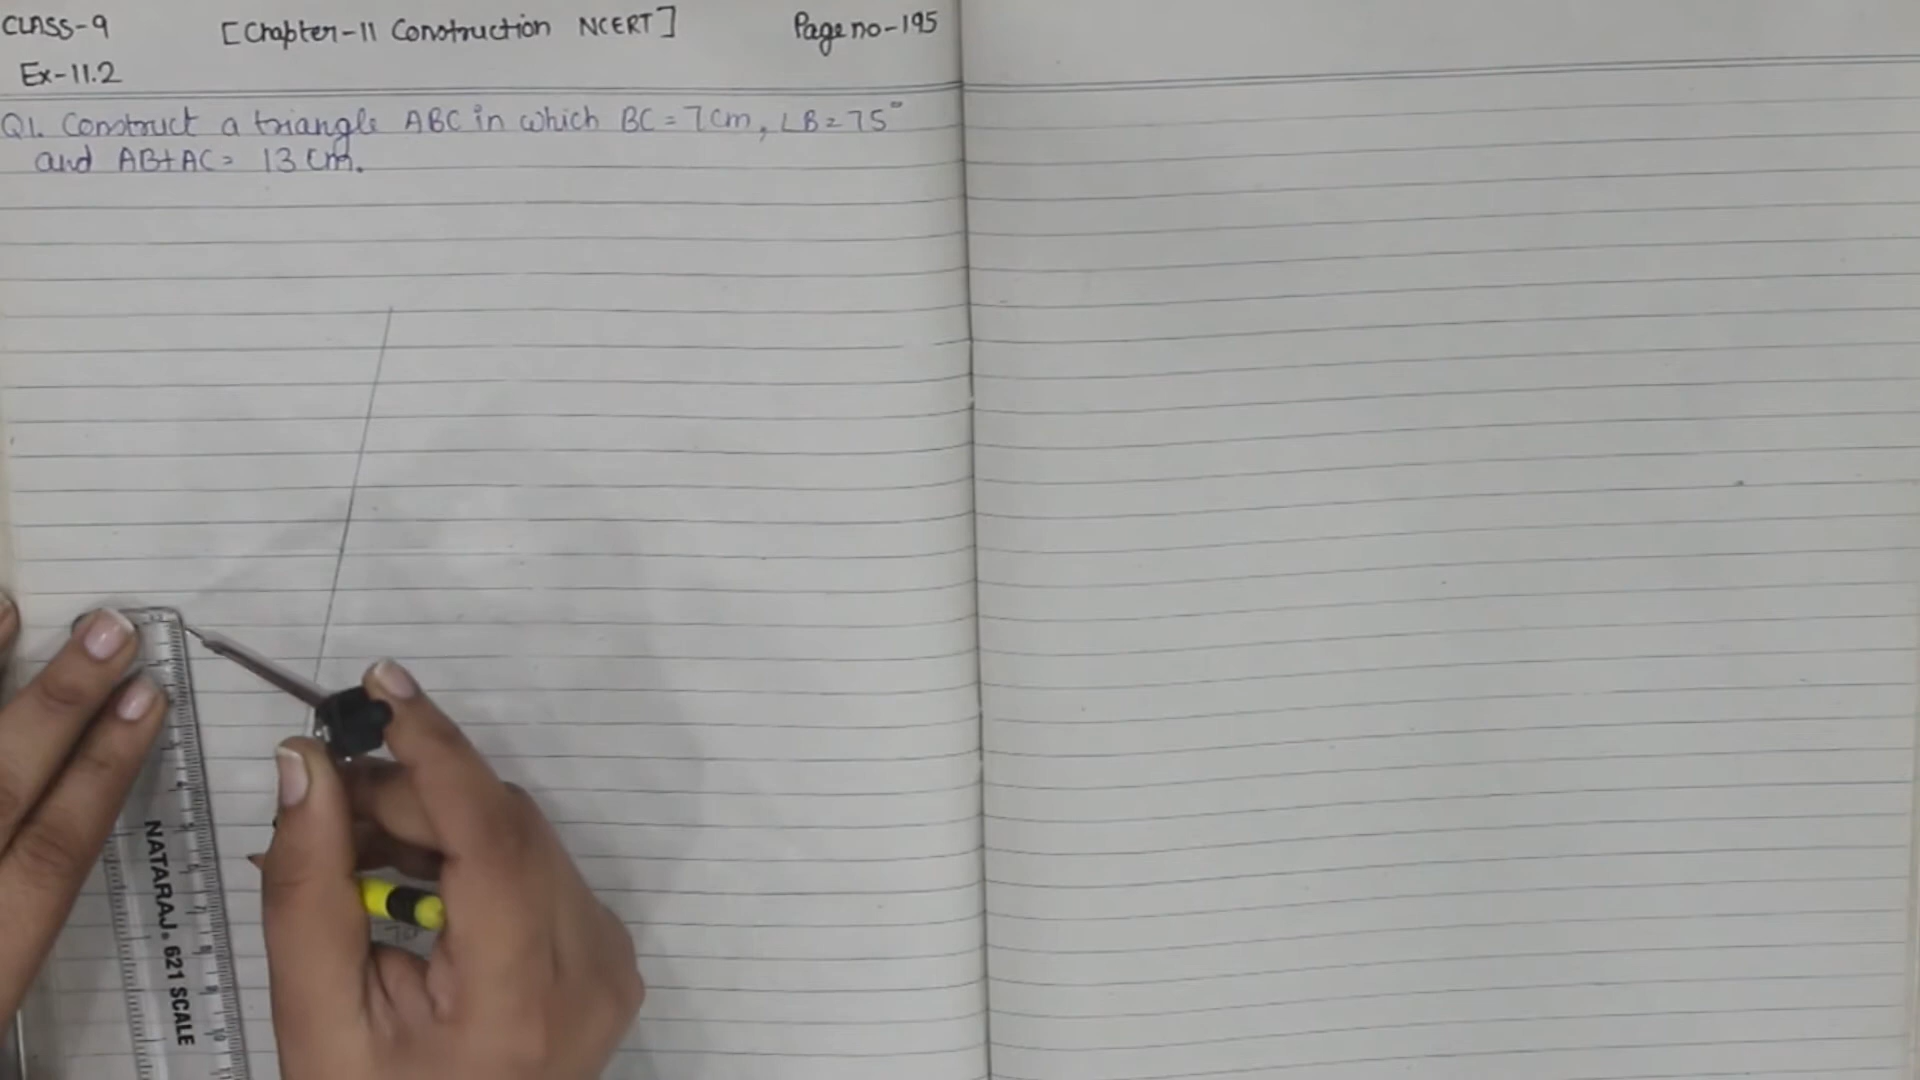 CLASS-9 [Chapter-11 Construction NCERT] Page no-195
Ex-11.2
Q1. Construct a triangle ABC in which BC = 7cm, ∠B = 75°
and AB+AC = 13 cm.
NATARAJ 621 SCALE